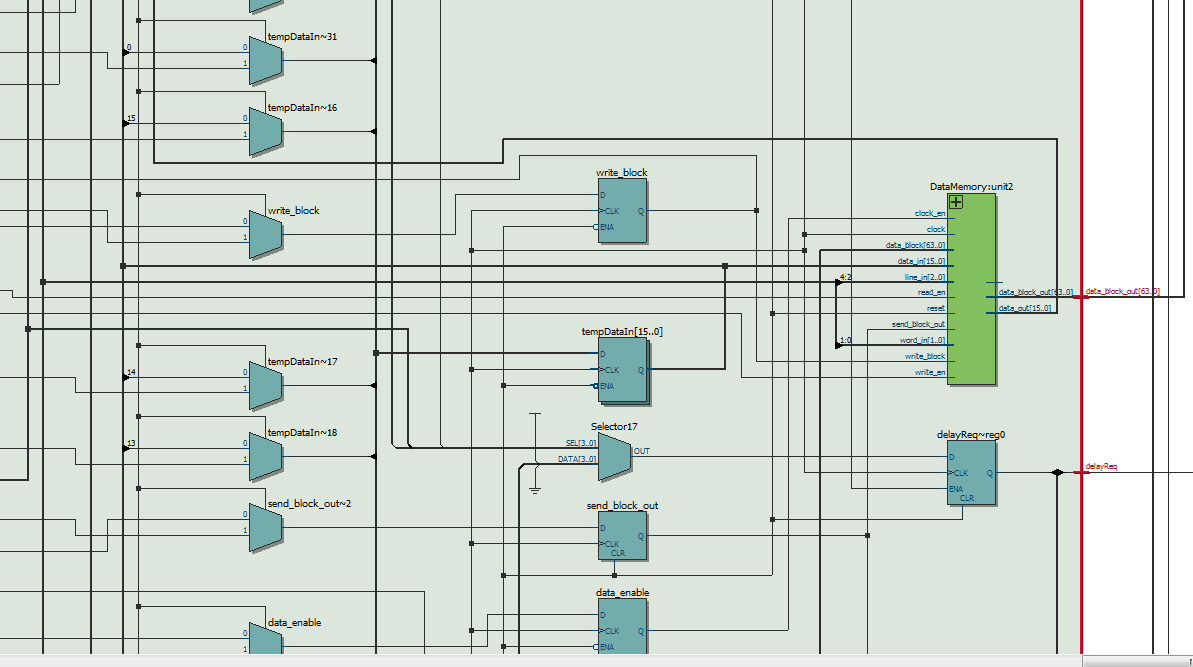 tempDataIn~31
0
0
1
tempDataIn~16
15
0
1
write_block
0
1
write_block
D
CLK
ENA
Q
DataMemory:unit2
clock_en
clock
data_block[63..0]
data_in[15..0]
line_in[2..0]
read_en
reset
send_block_out
word_in[1..0]
write_block
write_en
data_block_out[63..0]
data_out[15..0]
4:2
1:0
data_block_out[63..0]
tempDataIn[15..0]
D
CLK
ENA
Q
tempDataIn~17
14
0
1
tempDataIn~18
13
0
1
Selector17
SEL[3..0]
DATA[3..0]
OUT
delayReq~reg0
D
CLK
ENA
CLR
Q
delayReq
send_block_out~2
0
1
send_block_out
D
CLK
CLR
Q
data_enable
0
1
data_enable
D
CLK
ENA
Q